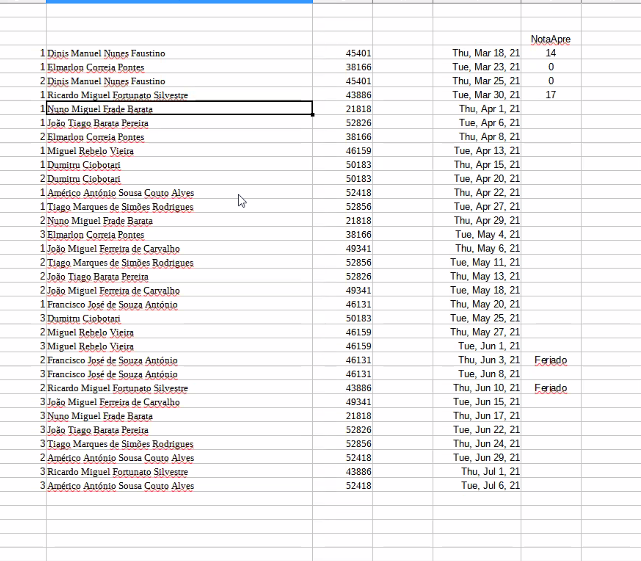 NotaApre
1 Dinis Manuel Nunes Faustino 45401 Thu, Mar 18, 21 14
1 Elmarlon Correia Pontes 38166 Tue, Mar 23, 21 0
2 Dinis Manuel Nunes Faustino 45401 Thu, Mar 25, 21 0
1 Ricardo Miguel Fortunato Silvestre 43886 Tue, Mar 30, 21 17
1 Nuno Miguel Frade Barata 21818 Thu, Apr 1, 21
1 João Tiago Barata Pereira 52826 Tue, Apr 6, 21
2 Elmarlon Correia Pontes 38166 Thu, Apr 8, 21
1 Miguel Rebelo Vieira 46159 Tue, Apr 13, 21
1 Dumitru Ciobotari 50183 Thu, Apr 15, 21
2 Dumitru Ciobotari 50183 Tue, Apr 20, 21
1 Américo António Sousa Couto Alves 52418 Thu, Apr 22, 21
1 Tiago Marques de Simões Rodrigues 52856 Tue, Apr 27, 21
2 Nuno Miguel Frade Barata 21818 Thu, Apr 29, 21
3 Elmarlon Correia Pontes 38166 Tue, May 4, 21
1 João Miguel Ferreira de Carvalho 49341 Thu, May 6, 21
2 Tiago Marques de Simões Rodrigues 52856 Tue, May 11, 21
2 João Tiago Barata Pereira 52826 Thu, May 13, 21
2 João Miguel Ferreira de Carvalho 49341 Tue, May 18, 21
1 Francisco José de Souza António 46131 Thu, May 20, 21
3 Dumitru Ciobotari 50183 Tue, May 25, 21
2 Miguel Rebelo Vieira 46159 Thu, May 27, 21
3 Miguel Rebelo Vieira 46159 Tue, Jun 1, 21
2 Francisco José de Souza António 46131 Thu, Jun 3, 21 Feriado
3 Francisco José de Souza António 46131 Tue, Jun 8, 21
2 Ricardo Miguel Fortunato Silvestre 43886 Thu, Jun 10, 21 Feriado
3 João Miguel Ferreira de Carvalho 49341 Tue, Jun 15, 21
3 Nuno Miguel Frade Barata 21818 Thu, Jun 17, 21
3 João Tiago Barata Pereira 52826 Tue, Jun 22, 21
3 Tiago Marques de Simões Rodrigues 52856 Thu, Jun 24, 21
2 Américo António Sousa Couto Alves 52418 Tue, Jun 29, 21
3 Ricardo Miguel Fortunato Silvestre 43886 Thu, Jul 1, 21
3 Américo António Sousa Couto Alves 52418 Tue, Jul 6, 21